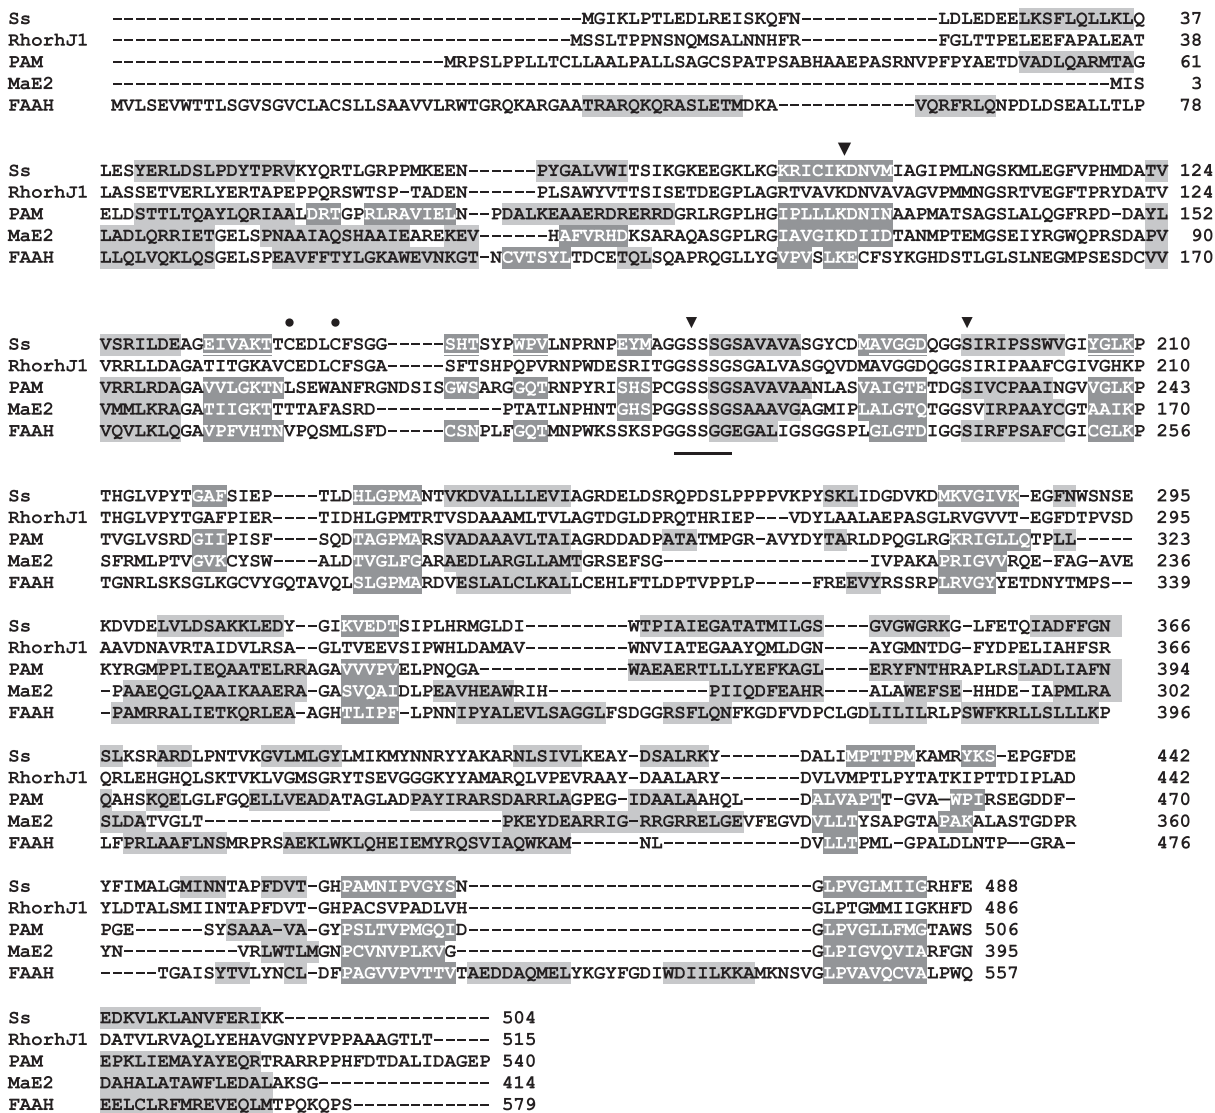 Ss -----------------------------------------MGIKLPTLEDLREISKQFN------------LDLEDEELKSFLQLLKLQ 37
RhorhJ1 ----------------------------------------MSSLTPPNSNQMSALNNHFR------------FGLTTPELEEFAPALEAT 38
PAM -----------------------------MRPSLPPLLTCLLAALPALLSAGCSPATPSABHAAEPASRNVPFPYAETDVADLQARMTAG 61
MaE2 ---------------------------------------------------------------------------------------MIS 3
FAAH MVLSEVWTTLSGVSGVCLACSLLSAAVVLRWTGRQKARGAATRARQKQRASLETMDKA------------VQRFRLQNPDLDSEALLTLP 78
Ss LESYERLDSLPDYTPRVKYQRTLGRPPMKEEN------PYGALVWITSIKGKEEGKLKGKRICIKDNVMIAGIPMLNGSKMLEGFVPHMDATV 124
RhorhJ1 LASSETVERLYERTAPEPPQRSWTSP-TADEN------PLSAWYVTTSISETDEGPLAGRTVAVKDNVAVAGVPMMNGSRTVEGFTPRYDATV 124
PAM ELDSTTLTQAYLQRIAALDRTGPRLRAVIELN--PDALKEAAERDRERRDGRLRGPLHGIPLLLKDNINAAPMATSAGSLALQGFRPD-DAYL 152
MaE2 LADLQRRIETGELSPNAAIAQSHAAIEAREKEV------HAFVRHDKSARAQASGPLRGIAVGIKDIIDTANMPTEMGSEIYRGWQPRSDAPV 90
FAAH LLQLVQKLQSGELSPEAVFFTYLGKAWEVNKGT-NCVTSYLTDCETQLSQAPRQGLLYGVPVSLKECFSYKGHDSTLGLSLNEGMPSESDCVV 170
Ss VSRILDEAGEIVAKTTCEDLCFSGG-----SHTSYPWPVLNPRNPEYMAGGSSSGSAVAVASGYCDMAVGGDQGGSIRIPSSWVGIYGLKP 210
RhorhJ1 VRRLLDAGATITGKAVCEDLCFSGA-----SFTSHPQPVRNPWDESRITGGSSSGSGALVASGQVDMAVGGDQGGSIRIPAAFCGIVGHKP 210
PAM VRRLRDAGAVVLGKTNLSEWANFRGNDSISGWSARGGQTRNPYRISHSPCGSSSGSAVAVAANLASVAIGTETDGSIVCPAAINGVVGLKP 243
MaE2 VMMLKRAGATIIGKTTTTAFASRD-----------PTATLNPHNTGHSPGGSSSGSAAAVGAGMIPLALGTQTGGSVIRPAAYCGTAAIKP 170
FAAH VQVLKLQGAVPFVHTNVPQSMLSFD-----CSNPLFGQTMNPWKSSKSPGGSSGGEGALIGSGGSPLGLGTDIGGSIRFPSAFCGICGLKP 256
Ss THGLVPYTGAFSIEP----TLDHLGPMANTVKDVALLLEVIAGRDELDSRQPDSLPPPPVKPYSKLIDGDVKDMKVGIVK-EGFNWSNSE 295
RhorhJ1 THGLVPYTGAFPIER----TIDHLGPMTRTVSDAAAMLTVLAGTDGLDPRQTHRIEP---VDYLAALAEPASGLRVGVVT-EGFDTPVSD 295
PAM TVGLVSRDGIIPISF----SQDTAGPMARSVADAAAVLTAIAGRDDADPATATMPGR-AVYDYTARLDPQGLRGKRIGLLQTPLL----- 323
MaE2 SFRMLPTVGVKCYSW----ALDTVGLFGARAEDLARGLLAMTGRSEFSG------------------IVPAKAPRIGVVRQE-FAG-AVE 236
FAAH TGNRLSKSGLKGCVYGQTAVQLSLGPMARDVESLALCLKALLCEHLFTLDPTVPPLP------FREEVYRSSRPLRVGYYETDNYTMPS-- 339
Ss KDVDELVLDSAKKLEDY--GIKVEDTSIPLHRMGLDI---------WTPIAIEGATATMILGS----GVGWGRKG-LFETQIADFFGN 366
RhorhJ1 AAVDNAVRTAIDVLRSA--GLTVEEVSIPWHLDAMAV---------WNVIATEGAAYQMLDGN----AYGMNTDG-FYDPELIAHFSR 366
PAM KYRGMPPLIEQAATELRRAGAVVVPVELPNQGA-------------WAEAERTLLLYEFKAGL----ERYFNTHRAPLRSLADLIAFN 394
MaE2 -PAAEQGLQAAIKAAERA-GASVQAIDLPEAVHEAWRIH--------------PIIQDFEAHR----ALAWEFSE-HHDE-IAPMLRA 302
FAAH -PAMRRALIETKQRLEA-AGHTLIPF-LPNNIPYALEVLSAGGLFSDGGRSFLQNFKGDFVDPCLGDLILILRLPSWFKRLLSLLLKP 396
Ss SLKSRARDLPNTVKGVLMLGYLMIKMYNNRYYAKARNLSIVLKEAY-DSALRKY--------DALIMPTTPMKAMRYKS-EPGFDE 442
RhorhJ1 QRLEHGHQLSKTVKLVGMSGRYTSEVGGGKYYAMARQLVPEVRAAY-DAALARY--------DVLVMPTLPYTATKIPTTDIPLAD 442
PAM QAHSKQELGLFGQELLVEADATAGLADPAYIRARSDARRLAGPEG-IDAALAAHQL------DALVAPTT-GVA-WPIRSEGDDF- 470
MaE2 SLDATVGLT--------------------------PKEYDEARRIG-RRGRRELGEVFEGVDVLLTYSAPGTAPAKALASTGDPR 360
FAAH LFPRLAAFLNSMRPRSAEKLWKLQHEIEMYRQSVIAQWKAM------NL------------DVLLTPML-GPALDLNTP--GRA- 476
Ss YFIMALGMINNTAPFDVT-GHPAMNIPVGYSN------------------------------GLPVGLMIIGRHFE 488
RhorhJ1 YLDTALSMIINTAPFDVT-GHPACSVPADLVH------------------------------GLPTGMMIIGKHFD 486
PAM PGE-----SYSAAA-VA-GYPSLTVPMGQID-------------------------------GLPVGLLFMGTAWS 506
MaE2 YN----------VRLWTLMGNPCVNVPLKVG-------------------------------GLPIGVQVIARFGN 395
FAAH -----TGAISYTVLYNCL-DFPAGVVPVTTVTAEDDAQMELYKGYFGDIWDIILKKAMKNSVGLPVAVQCVALPWQ 557
Ss EDKVLKLANVFERIKK------------------ 504
RhorhJ1 DATVLRVAQLYEHAVGNYPVPPAAAGTLT----- 515
PAM EPKLIEMAYAYEQRTRARRPPHFDTDALIDAGEP 540
MaE2 DAHALATAWFLEDALAKSG--------------- 414
FAAH EELCLRFMREVEQLMTPQKQPS------------ 579